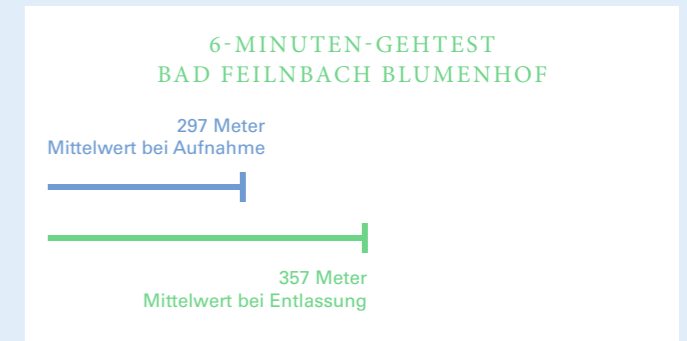 6-MINUTEN-GEHTEST
BAD FEILNBACH BLUMENHOF
297 Meter
Mittelwert bei Aufnahme
357 Meter
Mittelwert bei Entlassung